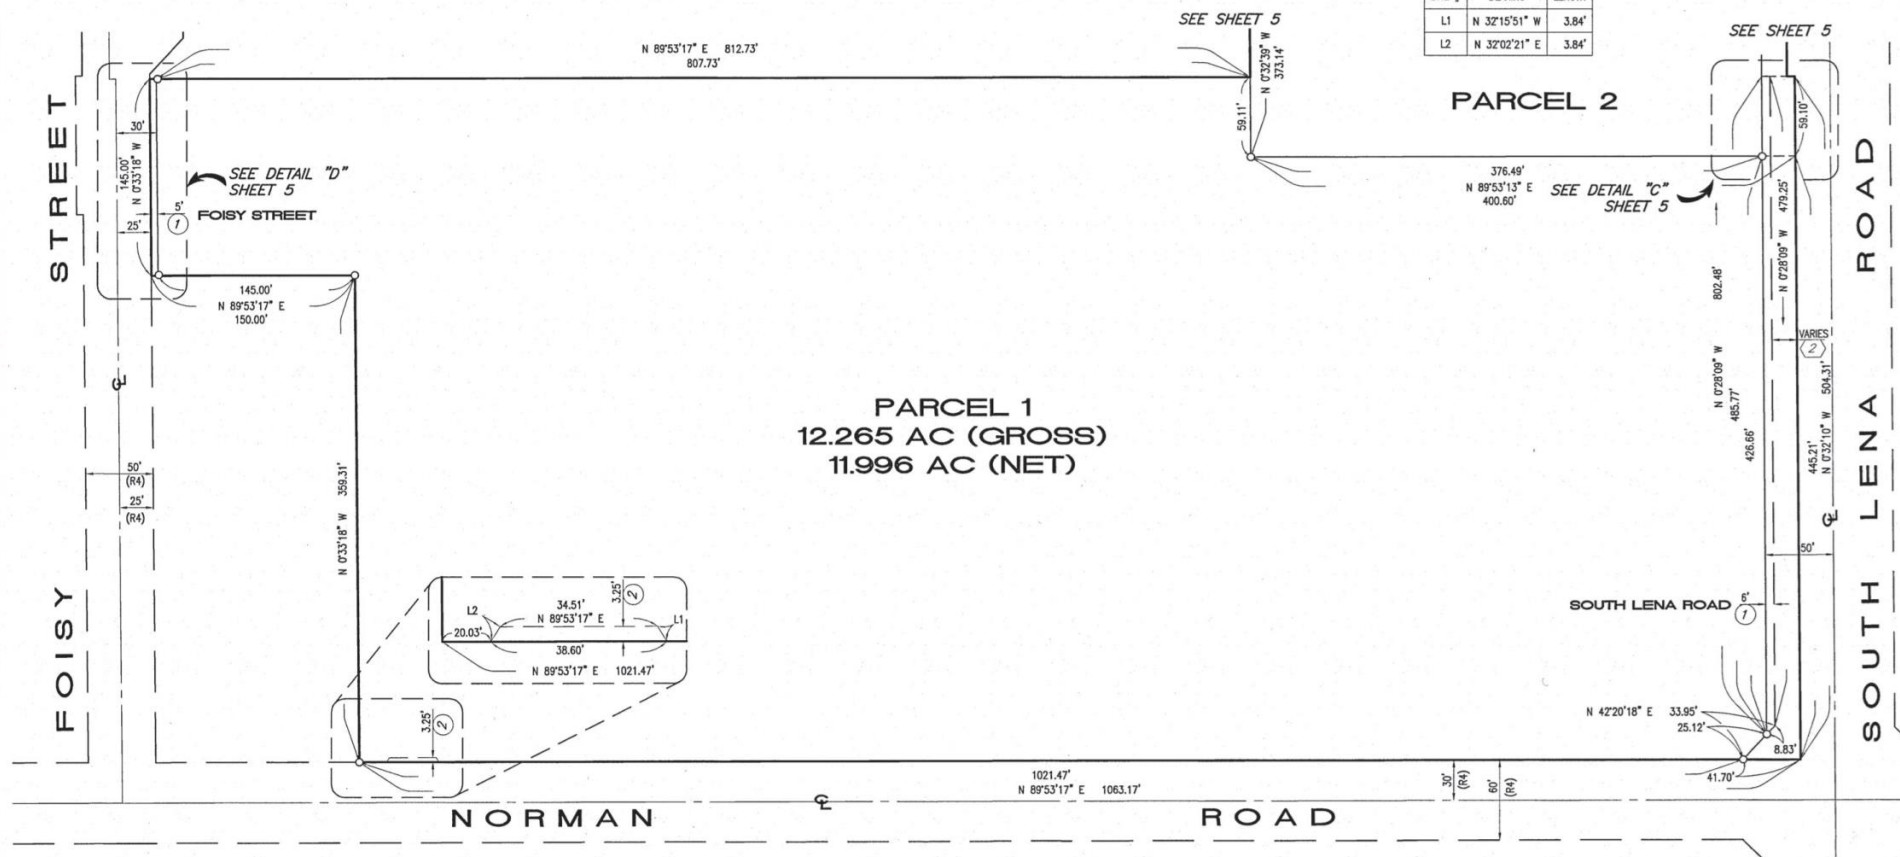 SEE SHEET 5
L1 N 32°15'51" W 3.84'
L2 N 32°02'21" E 3.84'
SEE SHEET 5
N 89°53'17" E 812.73'
807.73'
N 0°32'39" W
373.14'
59.11'
PARCEL 2
59.10'
STREET
30'
145.00'
N 0°33'18" W
SEE DETAIL "D"
SHEET 5
5'
1
FOISY STREET
25'
376.49'
N 89°53'13" E
400.60'
SEE DETAIL "C"
SHEET 5
ROAD
N 0°28'09" W 479.25'
145.00'
N 89°53'17" E
150.00'
802.48'
N 0°28'09" W
485.77'
VARIES
2
℄
PARCEL 1
12.265 AC (GROSS)
11.996 AC (NET)
426.66'
445.21'
N 0°32'10" W 504.31'
50'
(R4)
25'
(R4)
N 0°33'18" W 359.31'
℄
50'
LENA
L2
34.51'
N 89°53'17" E
3.25'
2
L1
20.03'
38.60'
N 89°53'17" E 1021.47'
SOUTH LENA ROAD
6'
1
FOISY
SOUTH
3.25'
2
N 42°20'18" E 33.95'
25.12'
8.83'
41.70'
1021.47'
N 89°53'17" E 1063.17'
30'
(R4)
60'
(R4)
NORMAN ℄ ROAD